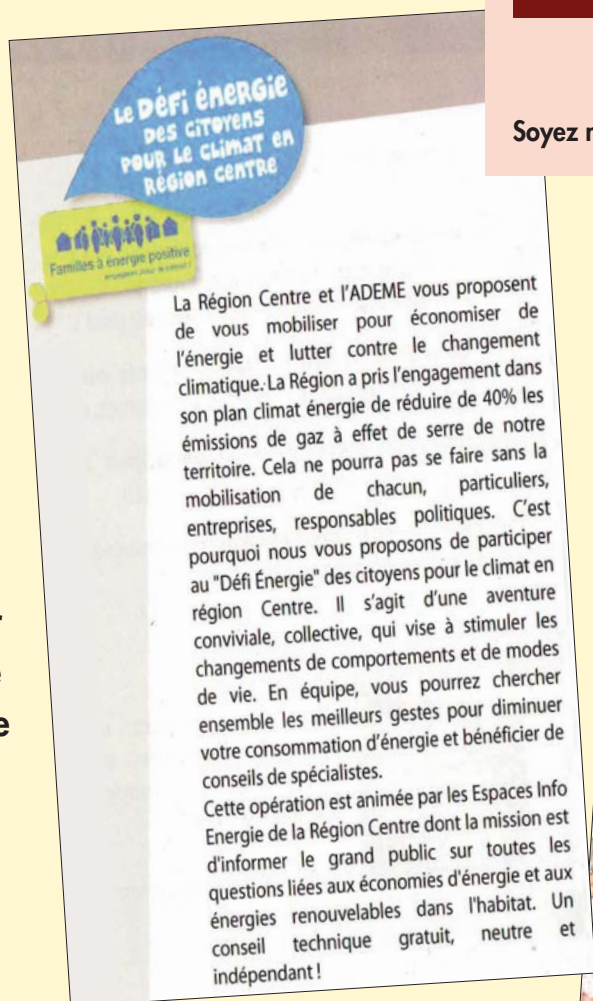 Le Défi énergie
des citoyens
pour le climat en
Région Centre
Familles à énergie positive
Soyez
La Région Centre et l'ADEME vous proposent
de vous mobiliser pour économiser de
l'énergie et lutter contre le changement
climatique. La Région a pris l'engagement dans
son plan climat énergie de réduire de 40% les
émissions de gaz à effet de serre de notre
territoire. Cela ne pourra pas se faire sans la
mobilisation de chacun, particuliers,
entreprises, responsables politiques. C'est
pourquoi nous vous proposons de participer
au "Défi Énergie" des citoyens pour le climat en
région Centre. Il s'agit d'une aventure
conviviale, collective, qui vise à stimuler les
changements de comportements et de modes
de vie. En équipe, vous pourrez chercher
ensemble les meilleurs gestes pour diminuer
votre consommation d'énergie et bénéficier de
conseils de spécialistes.
Cette opération est animée par les Espaces Info
Energie de la Région Centre dont la mission est
d'informer le grand public sur toutes les
questions liées aux économies d'énergie et aux
énergies renouvelables dans l'habitat. Un
conseil technique gratuit, neutre et
indépendant !